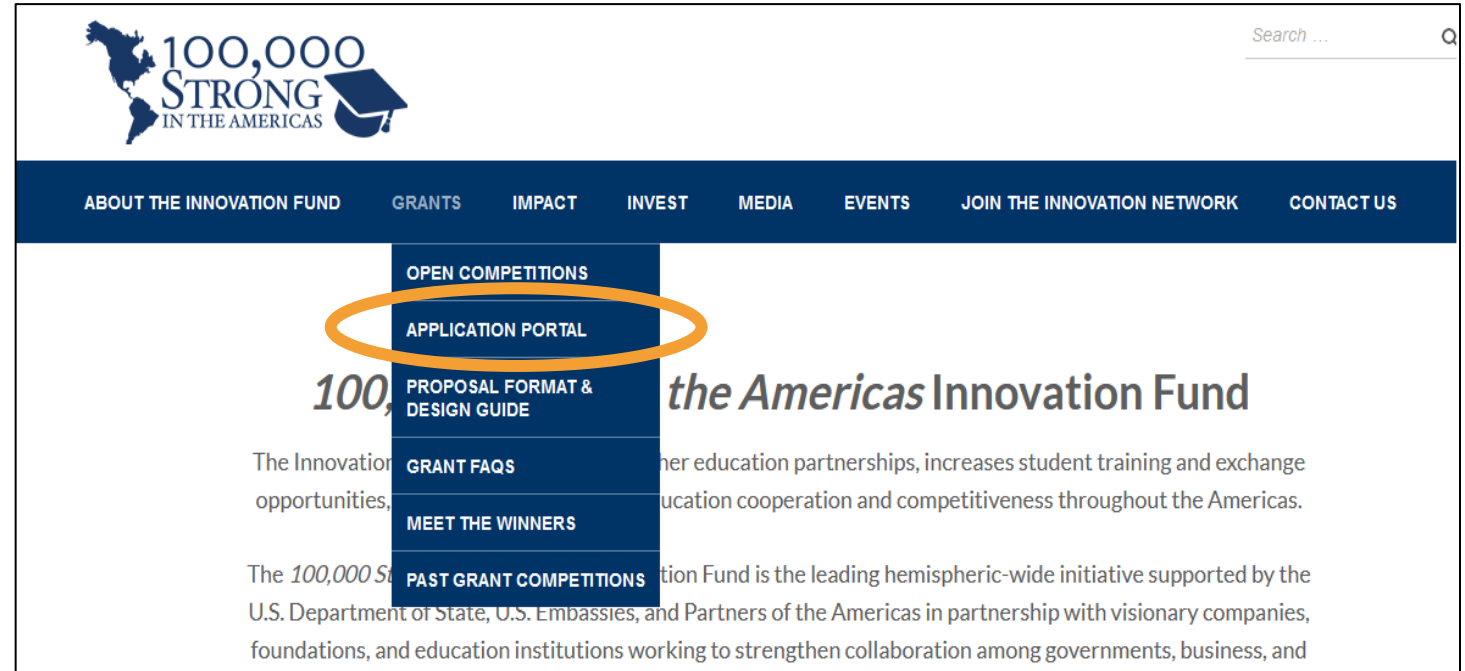 100,000
STRONG
IN THE AMERICAS
Search ...
ABOUT THE INNOVATION FUND GRANTS IMPACT INVEST MEDIA EVENTS JOIN THE INNOVATION NETWORK CONTACT US
OPEN COMPETITIONS
APPLICATION PORTAL
PROPOSAL FORMAT &
DESIGN GUIDE
GRANT FAQS
MEET THE WINNERS
PAST GRANT COMPETITIONS
100, the Americas Innovation Fund
The education partnerships, increases student training and exchange
opportunities, cooperation and competitiveness throughout the Americas.
The 100,000 Fund is the leading hemispheric-wide initiative supported by the
U.S. Department of State, U.S. Embassies, and Partners of the Americas in partnership with visionary companies,
foundations, and education institutions working to strengthen collaboration among governments, business, and